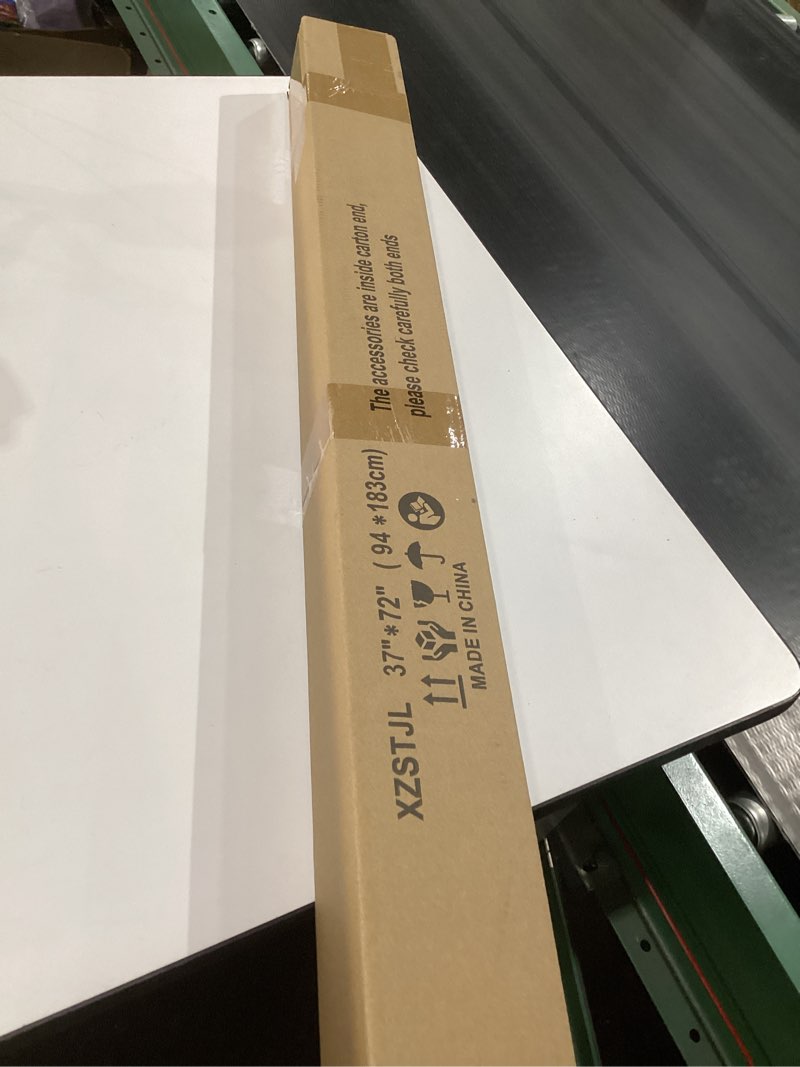 The accessories are inside carton end,
please check carefully both ends
XZSTJL 37"*72" ( 94 *183cm)
MADE IN CHINA